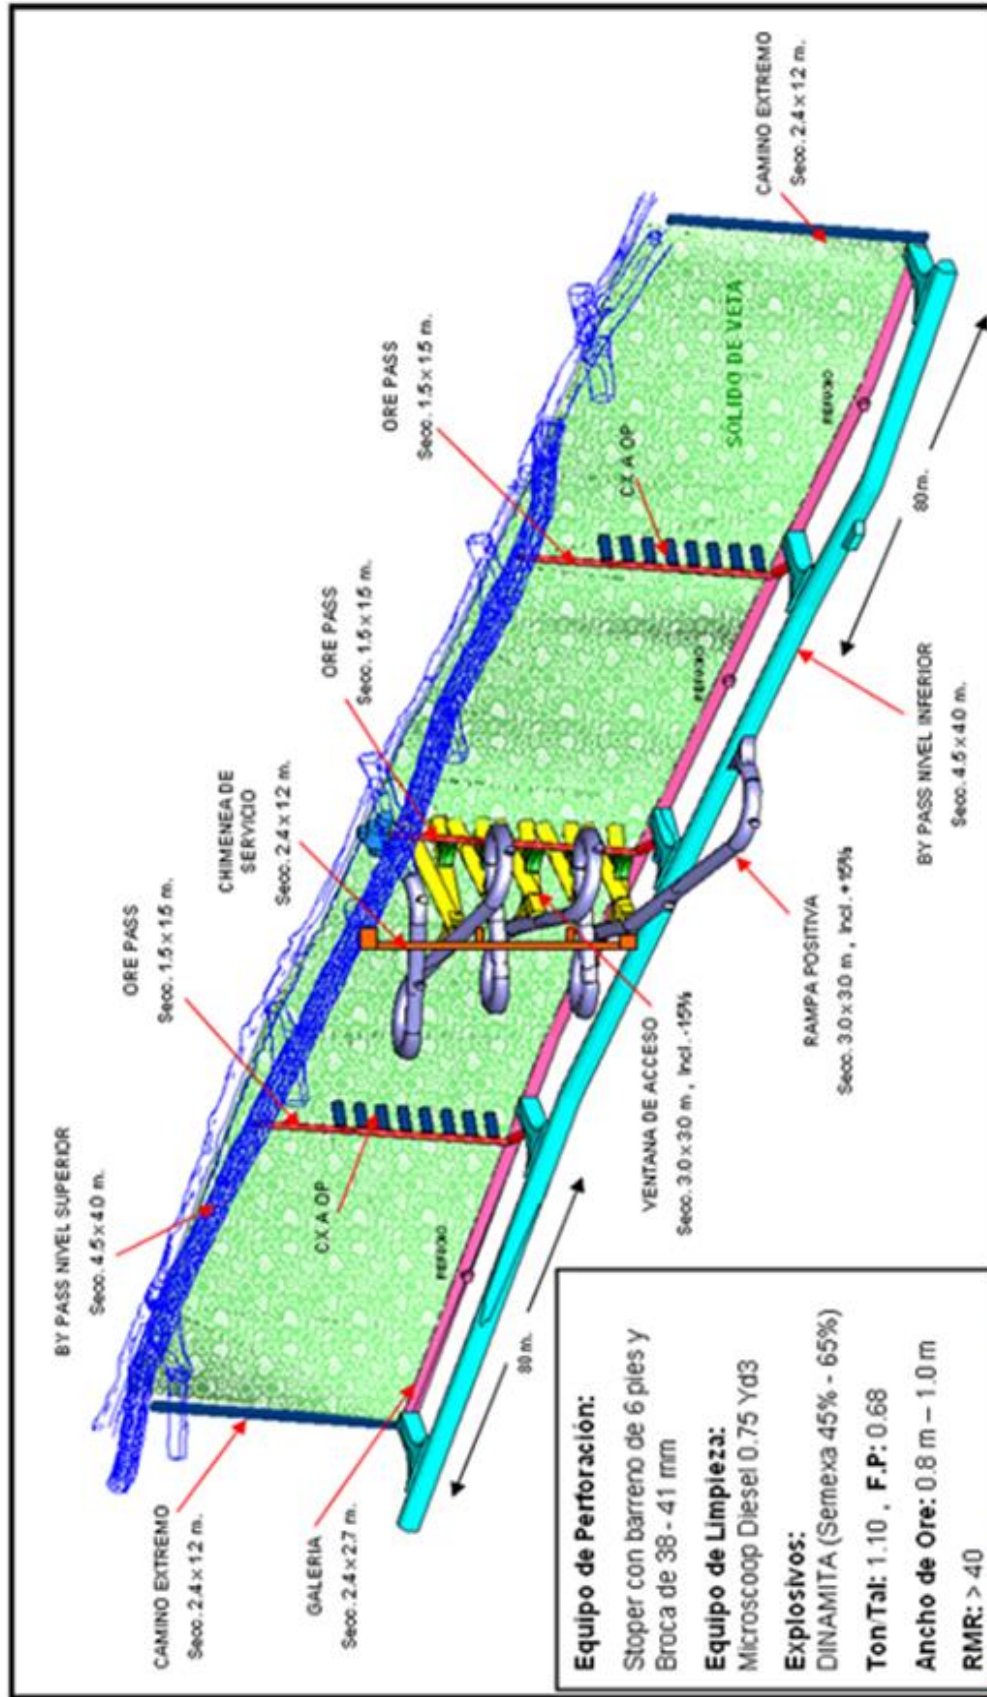 BY PASS NIVEL SUPERIOR
Secc. 4.5 x 4.0 m.
ORE PASS
Secc. 1.5 x 1.5 m.
CHIMENEA DE
SERVICIO
Secc. 2.4 x 1.2 m.
ORE PASS
Secc. 1.5 x 1.5 m.
ORE PASS
Secc. 1.5 x 1.5 m.
CAMINO EXTREMO
Secc. 2.4 x 1.2 m.
CAMINO EXTREMO
Secc. 2.4 x 1.2 m.
GALERIA
Secc. 2.4 x 2.7 m.
CX A OP
CX A OP
SOLIDO DE VETA
REFUGIO
REFUGIO
REFUGIO
80 m.
80 m.
VENTANA DE ACCESO
Secc. 3.0 x 3.0 m , Incl. -15%
RAMPA POSITIVA
Secc. 3.0 x 3.0 m , Incl. +15%
BY PASS NIVEL INFERIOR
Secc. 4.5 x 4.0 m.
Equipo de Perforación:
Stoper con barreno de 6 pies y
Broca de 38 - 41 mm
Equipo de Limpieza:
Microscoop Diesel 0.75 Yd3
Explosivos:
DINAMITA (Semexa 45% - 65%)
Ton/Tal: 1.10 , F.P: 0.68
Ancho de Ore: 0.8 m – 1.0 m
RMR: > 40